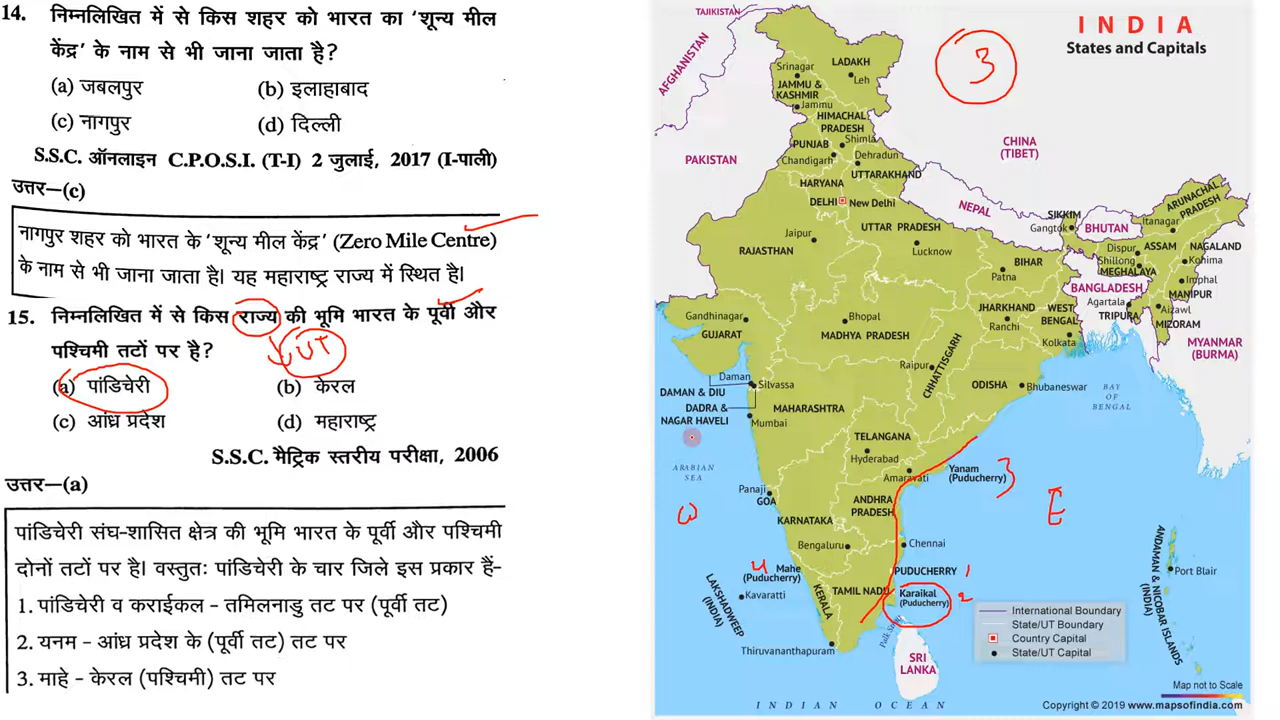 14. निम्नलिखित में से किस शहर को भारत का ‘शून्य मील
केंद्र’ के नाम से भी जाना जाता है?
(a) जबलपुर (b) इलाहाबाद
(c) नागपुर (d) दिल्ली
S.S.C. ऑनलाइन C.P.O.S.I. (T-I) 2 जुलाई, 2017 (I-पाली)
उत्तर—(c)
नागपुर शहर को भारत के ‘शून्य मील केंद्र’ (Zero Mile Centre)
के नाम से भी जाना जाता है। यह महाराष्ट्र राज्य में स्थित है।
15. निम्नलिखित में से किस राज्य की भूमि भारत के पूर्वी और
पश्चिमी तटों पर है?
UT
(a) पांडिचेरी (b) केरल
(c) आंध्र प्रदेश (d) महाराष्ट्र
S.S.C. मैट्रिक स्तरीय परीक्षा, 2006
उत्तर—(a)
पांडिचेरी संघ-शासित क्षेत्र की भूमि भारत के पूर्वी और पश्चिमी
दोनों तटों पर है। वस्तुतः पांडिचेरी के चार जिले इस प्रकार हैं-
1. पांडिचेरी व कराईकल - तमिलनाडु तट पर (पूर्वी तट)
2. यनम - आंध्र प्रदेश के (पूर्वी तट) तट पर
3. माहे - केरल (पश्चिमी) तट पर
INDIA
States and Capitals
3
TAJIKISTAN
AFGHANISTAN
PAKISTAN
CHINA
(TIBET)
NEPAL
BHUTAN
BANGLADESH
MYANMAR
(BURMA)
SRI
LANKA
Srinagar
LADAKH
Leh
JAMMU &
KASHMIR
Jammu
HIMACHAL
PRADESH
Shimla
PUNJAB
Chandigarh
Dehradun
UTTARAKHAND
HARYANA
DELHI
New Delhi
RAJASTHAN
Jaipur
UTTAR PRADESH
Lucknow
BIHAR
Patna
SIKKIM
Gangtok
ARUNACHAL
PRADESH
Itanagar
Dispur
ASSAM
NAGALAND
Kohima
Shillong
MEGHALAYA
Imphal
MANIPUR
Agartala
TRIPURA
Aizawl
MIZORAM
JHARKHAND
Ranchi
WEST
BENGAL
Kolkata
Gandhinagar
GUJARAT
Bhopal
MADHYA PRADESH
CHHATTISGARH
Raipur
ODISHA
Bhubaneswar
Daman
Silvassa
DAMAN & DIU
DADRA &
NAGAR HAVELI
MAHARASHTRA
Mumbai
TELANGANA
Hyderabad
Amaravati
Yanam
(Puducherry)
3
Panaji
GOA
ANDHRA
PRADESH
KARNATAKA
Bengaluru
Chennai
4
Mahe
(Puducherry)
PUDUCHERRY
1
TAMIL NADU
Karaikal
(Puducherry)
2
KERALA
LAKSHADWEEP
(INDIA)
Kavaratti
Thiruvananthapuram
Palk Strait
ARABIAN
SEA
W
E
BAY
OF
BENGAL
ANDAMAN & NICOBAR ISLANDS
(INDIA)
Port Blair
International Boundary
State/UT Boundary
Country Capital
State/UT Capital
INDIAN OCEAN
Map not to Scale
Copyright © 2019 www.mapsofindia.com